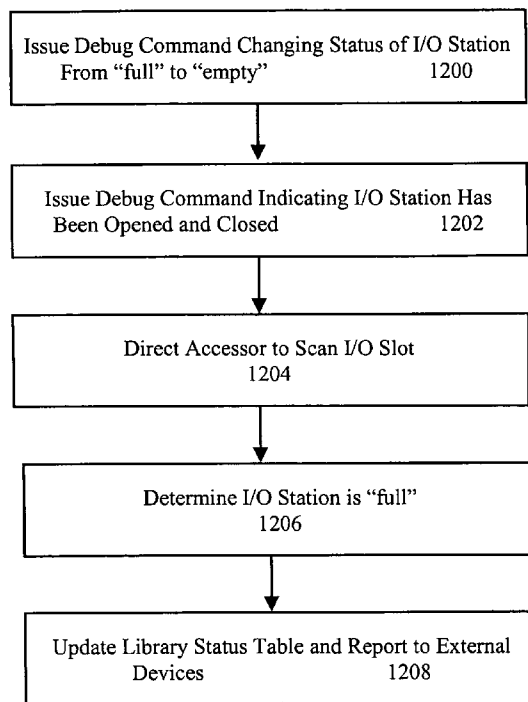 Issue Debug Command Changing Status of I/O Station
From “full” to “empty” 1200
Issue Debug Command Indicating I/O Station Has
Been Opened and Closed 1202
Direct Accessor to Scan I/O Slot
1204
Determine I/O Station is “full”
1206
Update Library Status Table and Report to External
Devices 1208